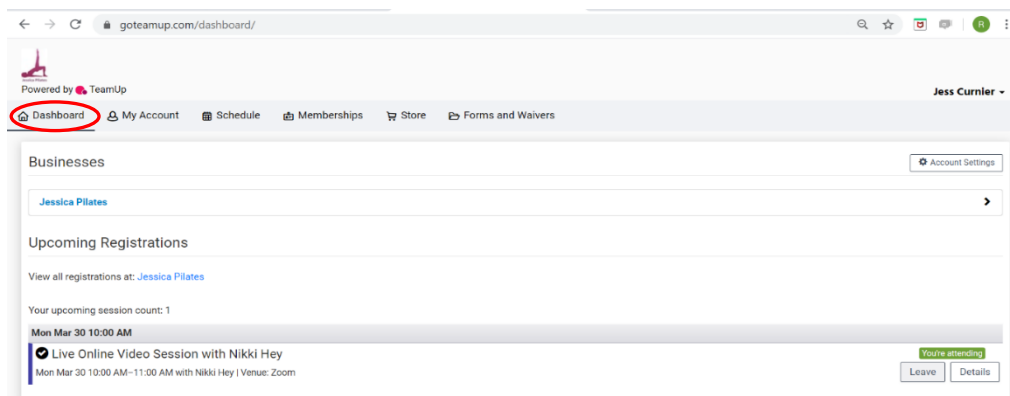 goteamup.com/dashboard/
R
Jessica Pilates
Powered by TeamUp
Jess Curnier
Dashboard My Account Schedule Memberships Store Forms and Waivers
Businesses
Account Settings
Jessica Pilates
Upcoming Registrations
View all registrations at: Jessica Pilates
Your upcoming session count: 1
Mon Mar 30 10:00 AM
Live Online Video Session with Nikki Hey
You're attending
Mon Mar 30 10:00 AM–11:00 AM with Nikki Hey | Venue: Zoom
Leave Details